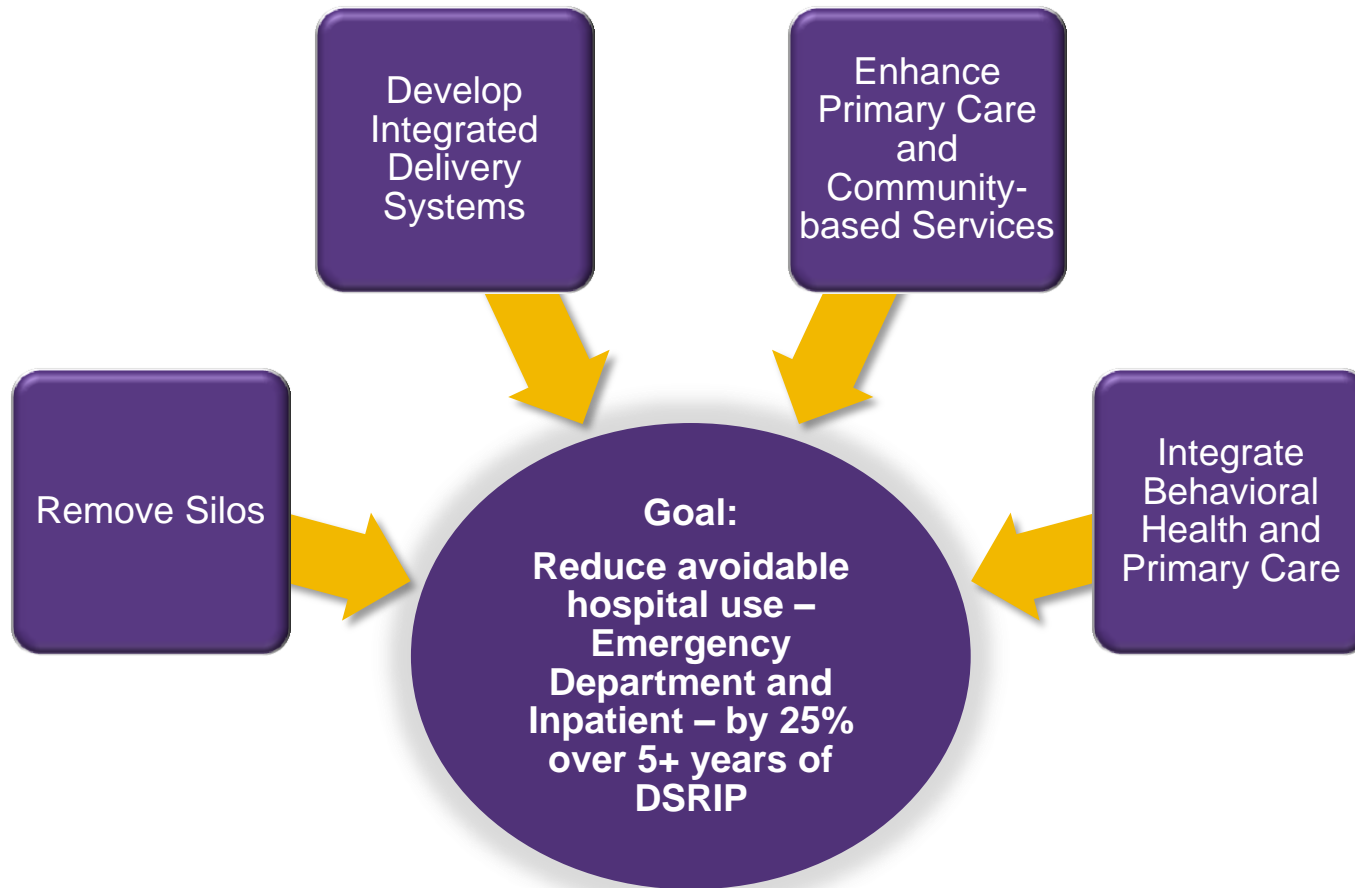 Develop
Integrated
Delivery
Systems
Enhance
Primary Care
and
Community-
based Services
Remove Silos
Integrate
Behavioral
Health and
Primary Care
Goal:
Reduce avoidable
hospital use –
Emergency
Department and
Inpatient – by 25%
over 5+ years of
DSRIP